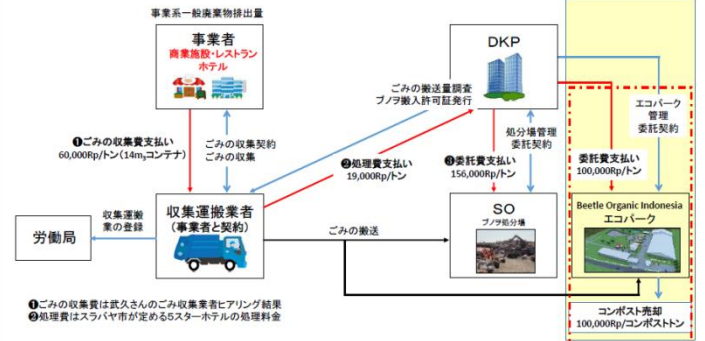 事業系一般廃棄物排出量
事業者
商業施設・レストラン
ホテル
DKP
ごみの搬送量調査
ブノヲ搬入許可証発行
❶ごみの収集費支払い
60,000Rp/トン(14m₃コンテナ)
ごみの収集契約
ごみの収集
❷処理費支払い
19,000Rp/トン
処分場管理
委託契約
❸委託費支払い
156,000Rp/トン
エコパーク
管理
委託契約
委託費支払い
100,000Rp/トン
労働局
収集運搬
業の登録
収集運搬業者
(事業者と契約)
ごみの搬送
SO
ブノヲ処分場
Beetle Organic Indonesia
エコパーク
コンポスト売却
100,000Rp/コンポストトン
❶ごみの収集費は武久さんのごみ収集業者ヒアリング結果
❷処理費はスラバヤ市が定める5スターホテルの処理料金